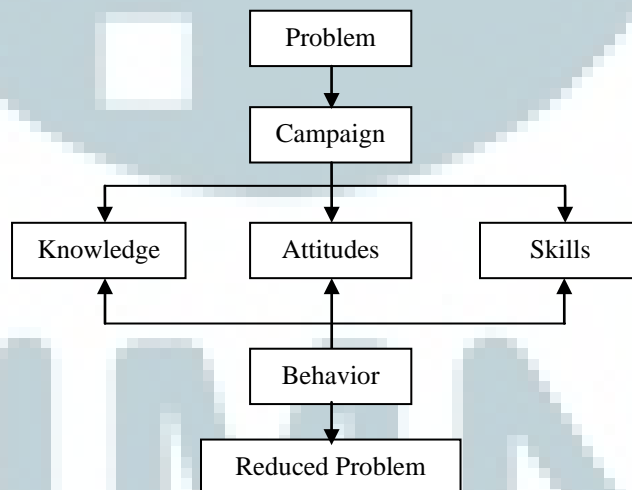 Problem
Campaign
Knowledge Attitudes Skills
Behavior
Reduced Problem